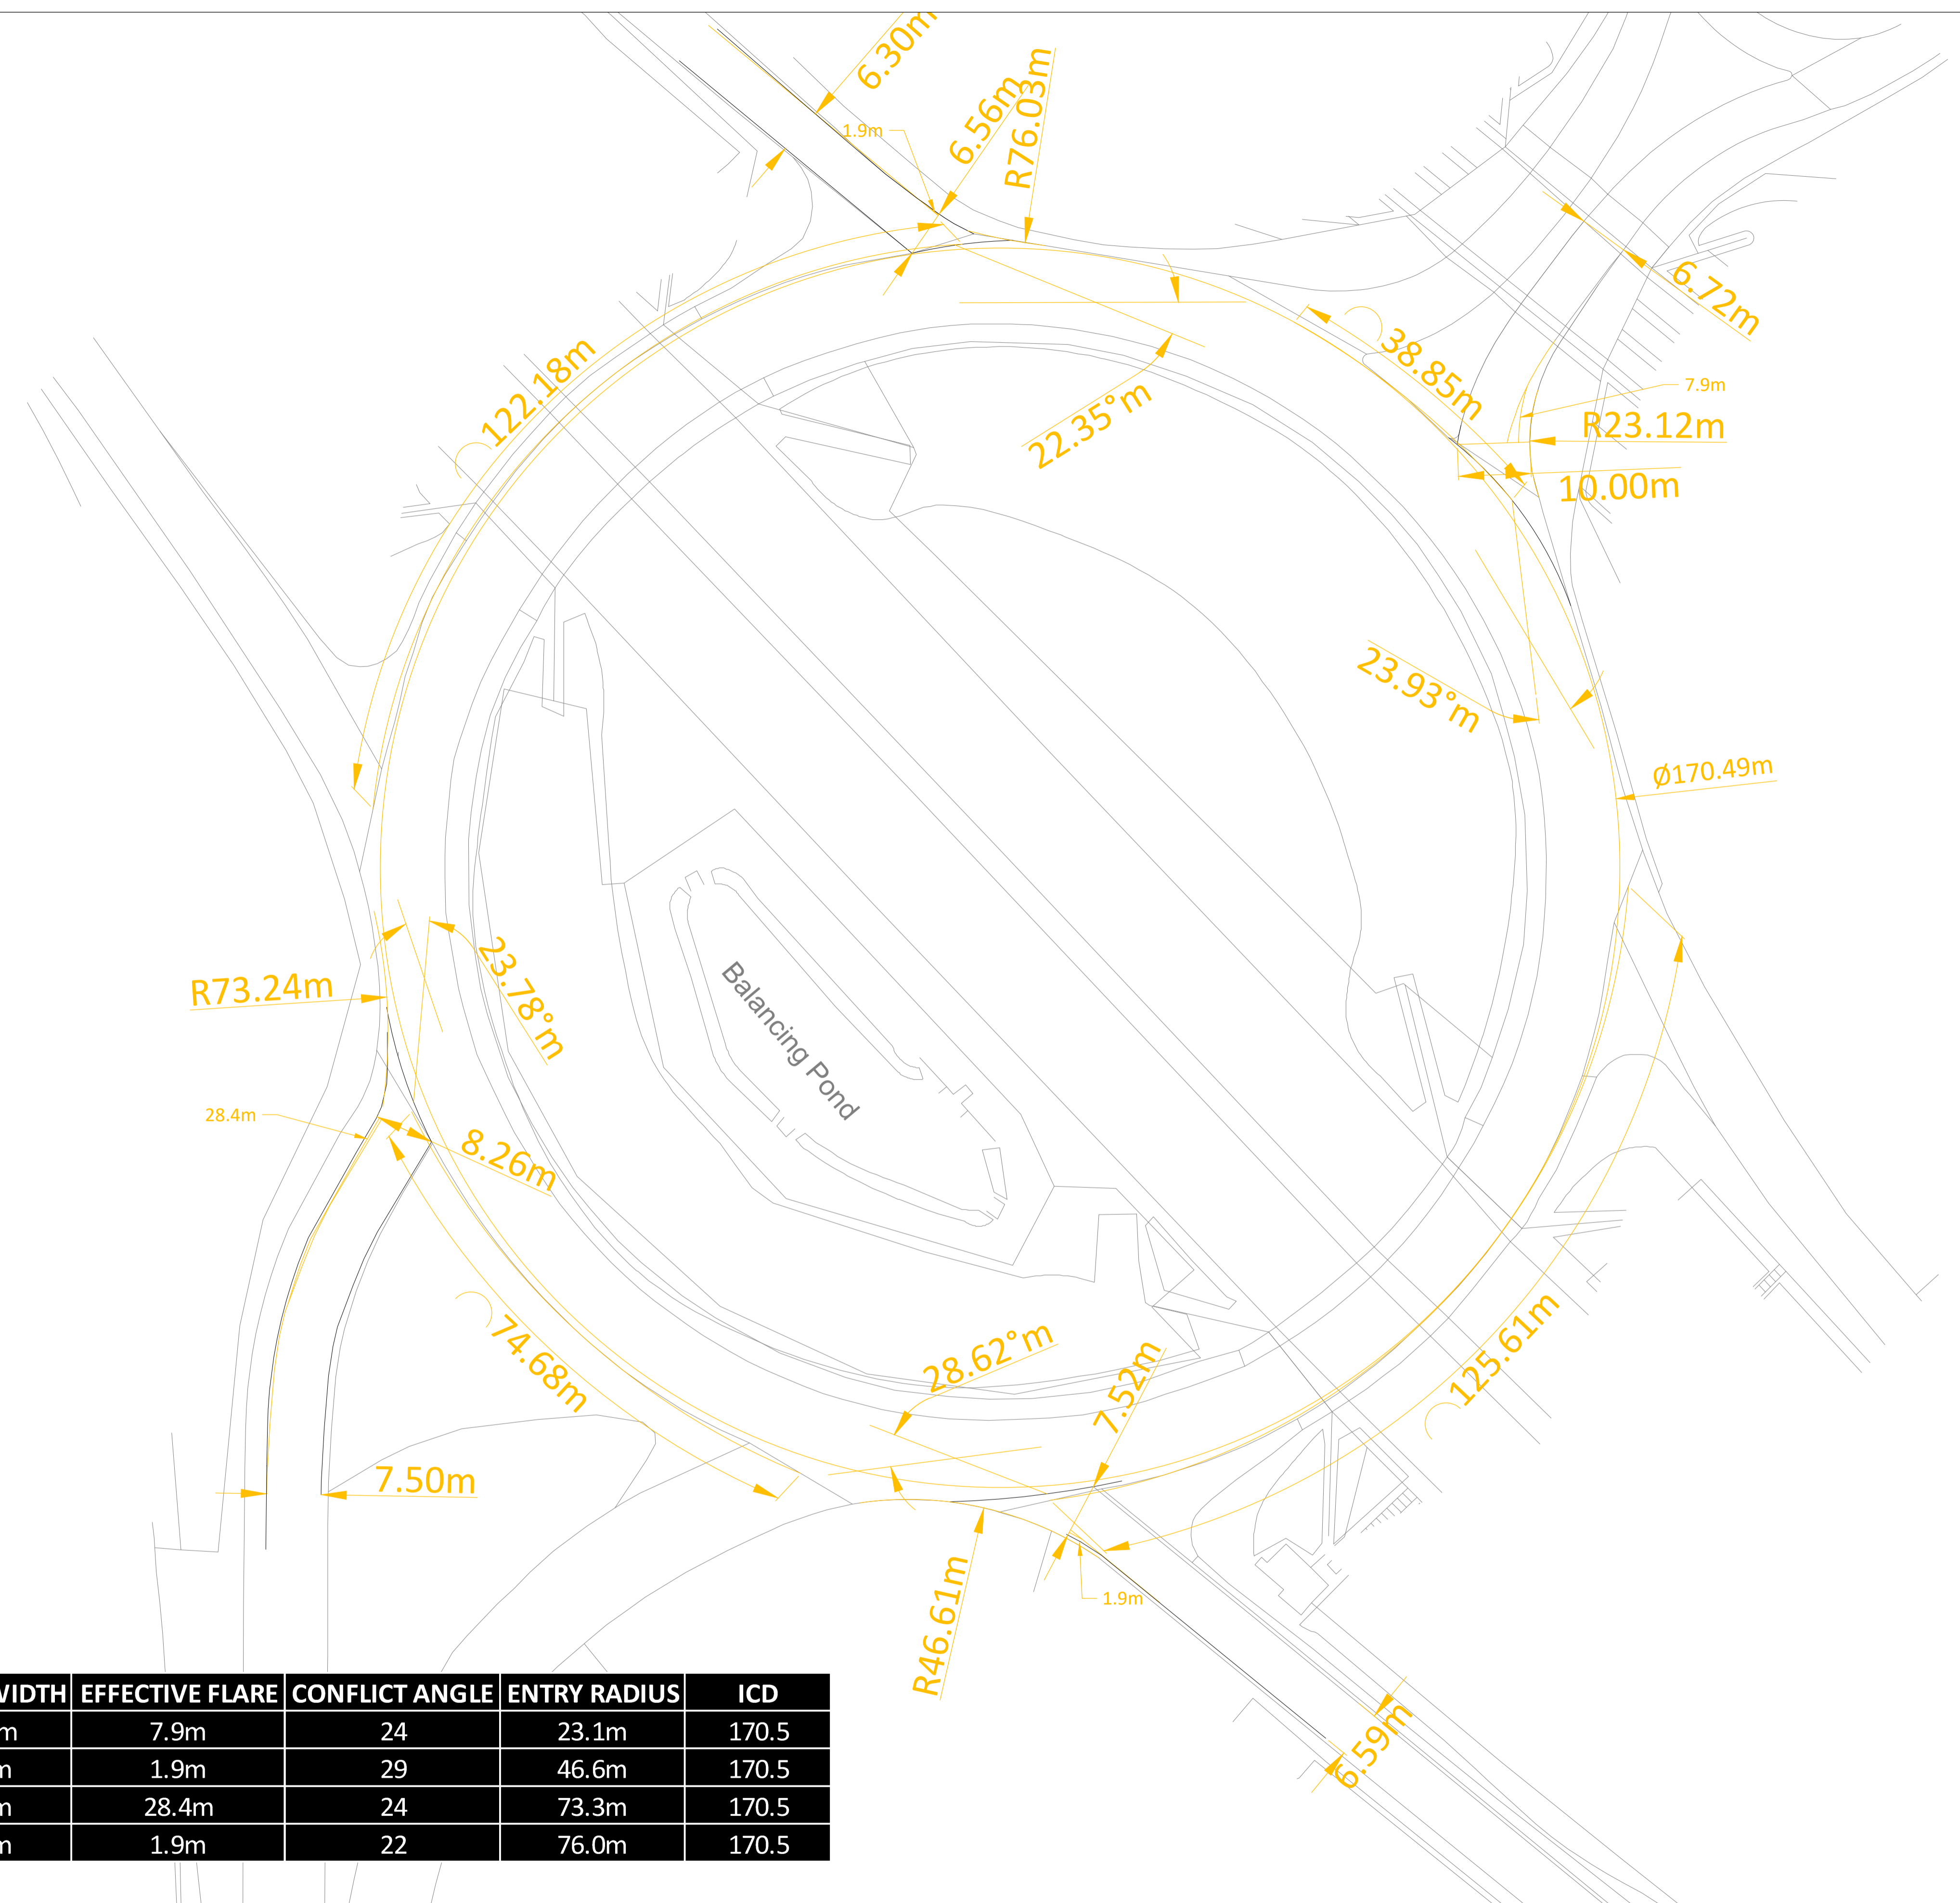 6.30m
6.56m
R76.03m
1.9m
6.72m
122.18m
38.85m
7.9m
22.35°m
R23.12m
10.00m
23.93°m
Ø170.49m
R73.24m
23.78°m
Balancing Pond
28.4m
8.26m
74.68m
28.62°m
7.52m
125.61m
7.50m
R46.61m
1.9m
6.59m
WIDTH EFFECTIVE FLARE CONFLICT ANGLE ENTRY RADIUS ICD
m 7.9m 24 23.1m 170.5
m 1.9m 29 46.6m 170.5
m 28.4m 24 73.3m 170.5
m 1.9m 22 76.0m 170.5